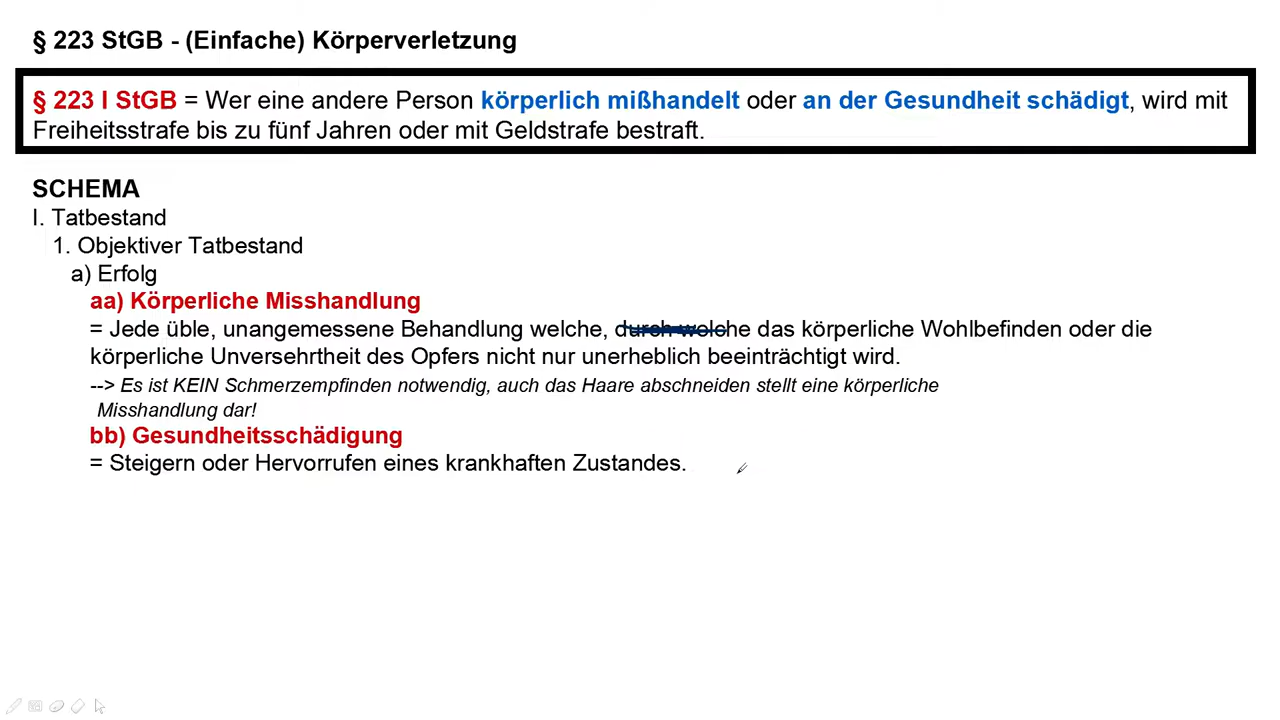 § 223 StGB - (Einfache) Körperverletzung
§ 223 I StGB = Wer eine andere Person körperlich mißhandelt oder an der Gesundheit schädigt, wird mit
Freiheitsstrafe bis zu fünf Jahren oder mit Geldstrafe bestraft.
SCHEMA
I. Tatbestand
1. Objektiver Tatbestand
a) Erfolg
aa) Körperliche Misshandlung
= Jede üble, unangemessene Behandlung welche, durch welche das körperliche Wohlbefinden oder die
körperliche Unversehrtheit des Opfers nicht nur unerheblich beeinträchtigt wird.
--> Es ist KEIN Schmerzempfinden notwendig, auch das Haare abschneiden stellt eine körperliche
Misshandlung dar!
bb) Gesundheitsschädigung
= Steigern oder Hervorrufen eines krankhaften Zustandes.